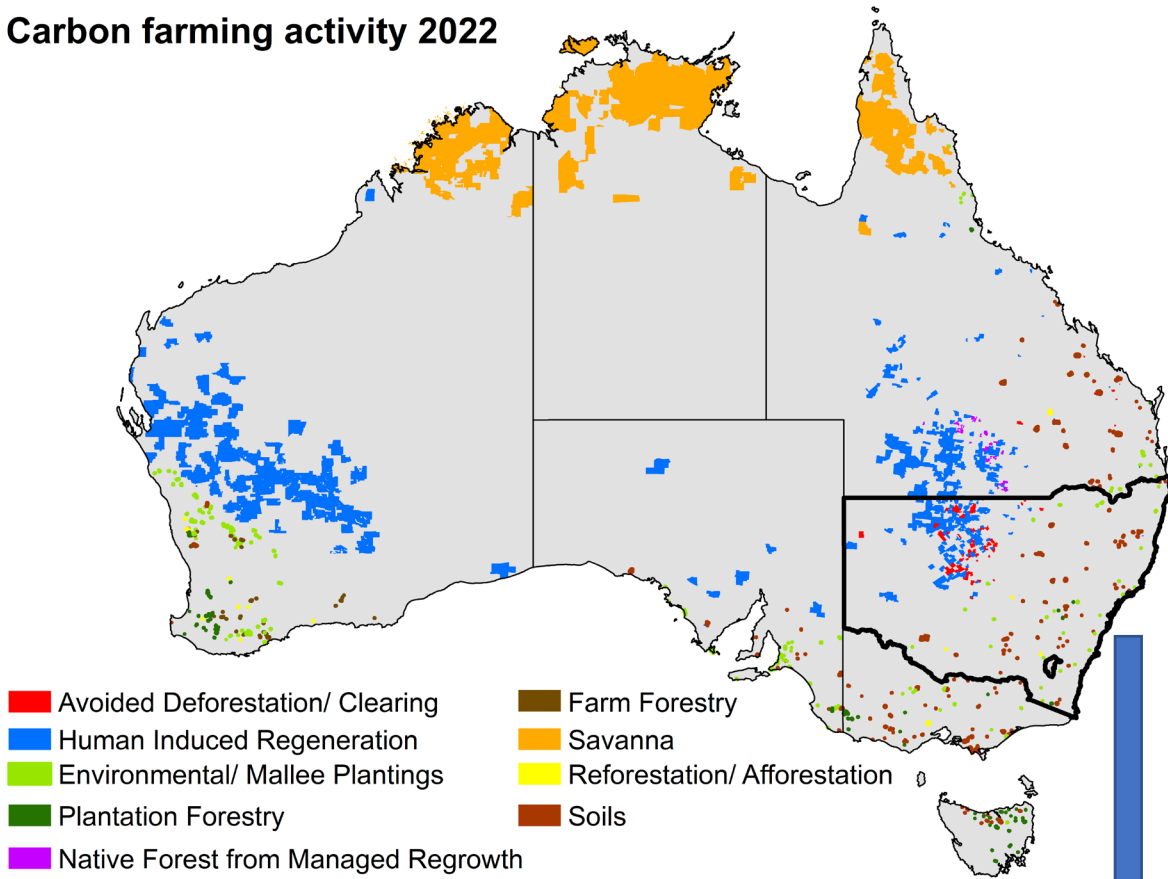 Carbon farming activity 2022
Avoided Deforestation/ Clearing
Human Induced Regeneration
Environmental/ Mallee Plantings
Plantation Forestry
Native Forest from Managed Regrowth
Farm Forestry
Savanna
Reforestation/ Afforestation
Soils